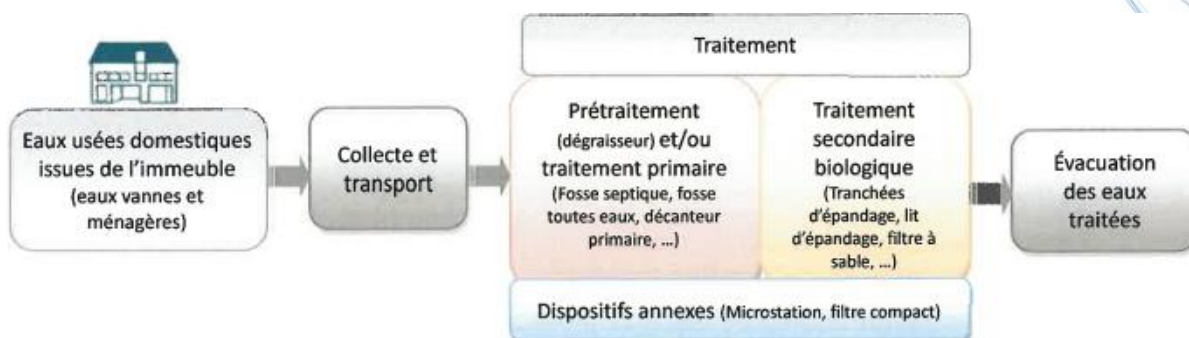 Traitement
Eaux usées domestiques
issues de l'immeuble
(eaux vannes et
ménagères)
Collecte et
transport
Prétraitement
(dégraisseur) et/ou
traitement primaire
(Fosse septique, fosse
toutes eaux, décanteur
primaire, ...)
Traitement
secondaire
biologique
(Tranchées
d'épandage, lit
d'épandage, filtre à
sable, ...)
Évacuation
des eaux
traitées
Dispositifs annexes (Microstation, filtre compact)